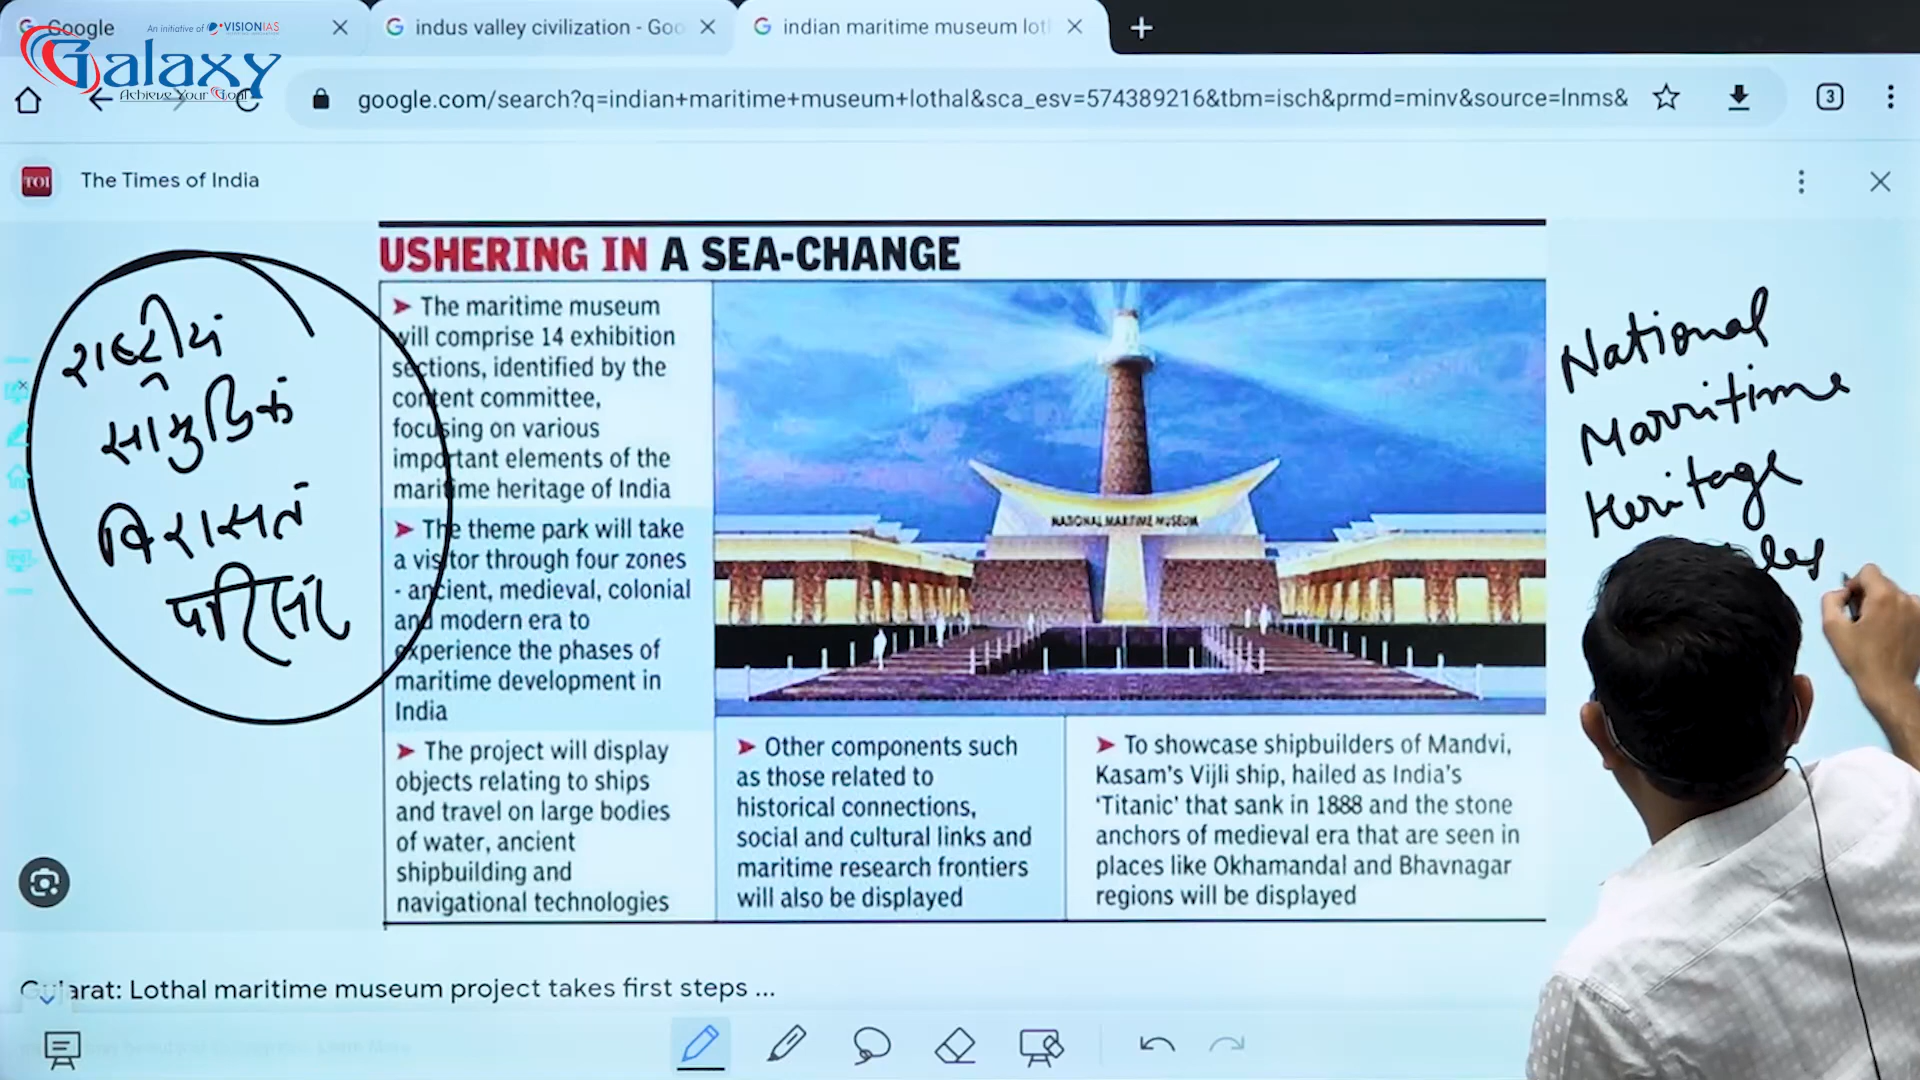 Google
indus valley civilization - Goo
indian maritime museum lot
An initiative of VISIONIAS
Galaxy
Achieve Your Goal
google.com/search?q=indian+maritime+museum+lothal&sca_esv=574389216&tbm=isch&prmd=minv&source=lnms&
3
TOI
The Times of India
USHERING IN A SEA-CHANGE
राष्ट्रीय
सामुद्रिक
विरासत
परिसर
➤ The maritime museum
will comprise 14 exhibition
sections, identified by the
content committee,
focusing on various
important elements of the
maritime heritage of India
➤ The theme park will take
a visitor through four zones
- ancient, medieval, colonial
and modern era to
experience the phases of
maritime development in
India
➤ The project will display
objects relating to ships
and travel on large bodies
of water, ancient
shipbuilding and
navigational technologies
NATIONAL MARITIME MUSEUM
➤ Other components such
as those related to
historical connections,
social and cultural links and
maritime research frontiers
will also be displayed
➤ To showcase shipbuilders of Mandvi,
Kasam's Vijli ship, hailed as India's
'Titanic' that sank in 1888 and the stone
anchors of medieval era that are seen in
places like Okhamandal and Bhavnagar
regions will be displayed
National
Marritime
Heritage
Gujarat: Lothal maritime museum project takes first steps ...